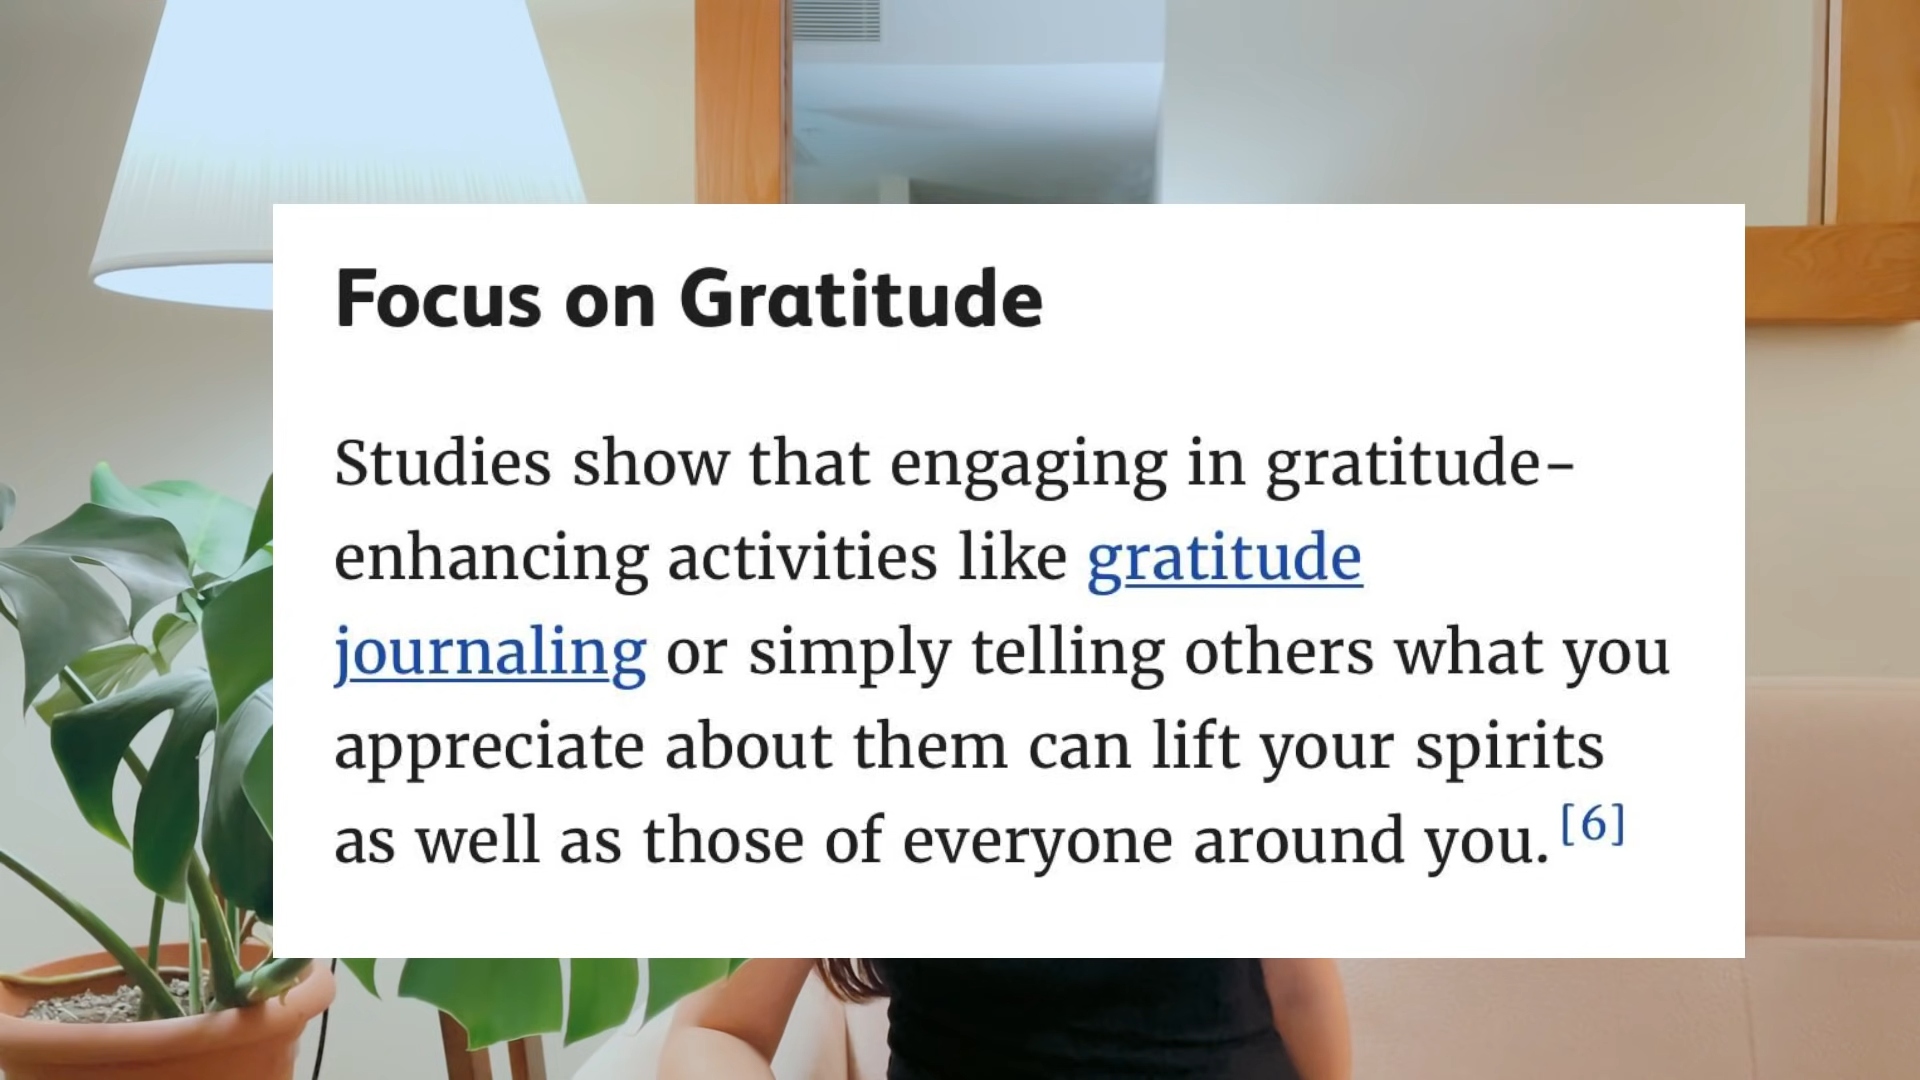 Focus on Gratitude
Studies show that engaging in gratitude-
enhancing activities like gratitude
journaling or simply telling others what you
appreciate about them can lift your spirits
as well as those of everyone around you.[6]